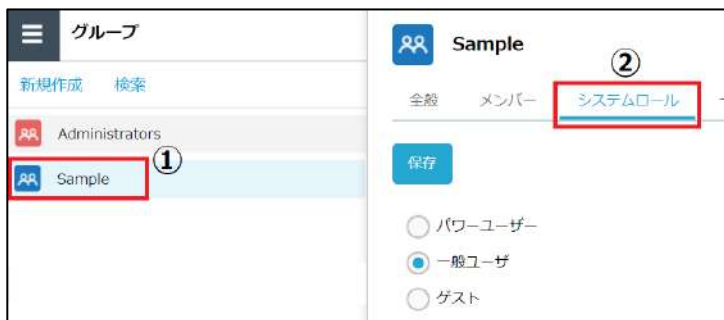 グループ
新規作成 検索
Administrators
①
Sample
Sample
②
全般 メンバー システムロール
保存
パワーユーザー
一般ユーザ
ゲスト